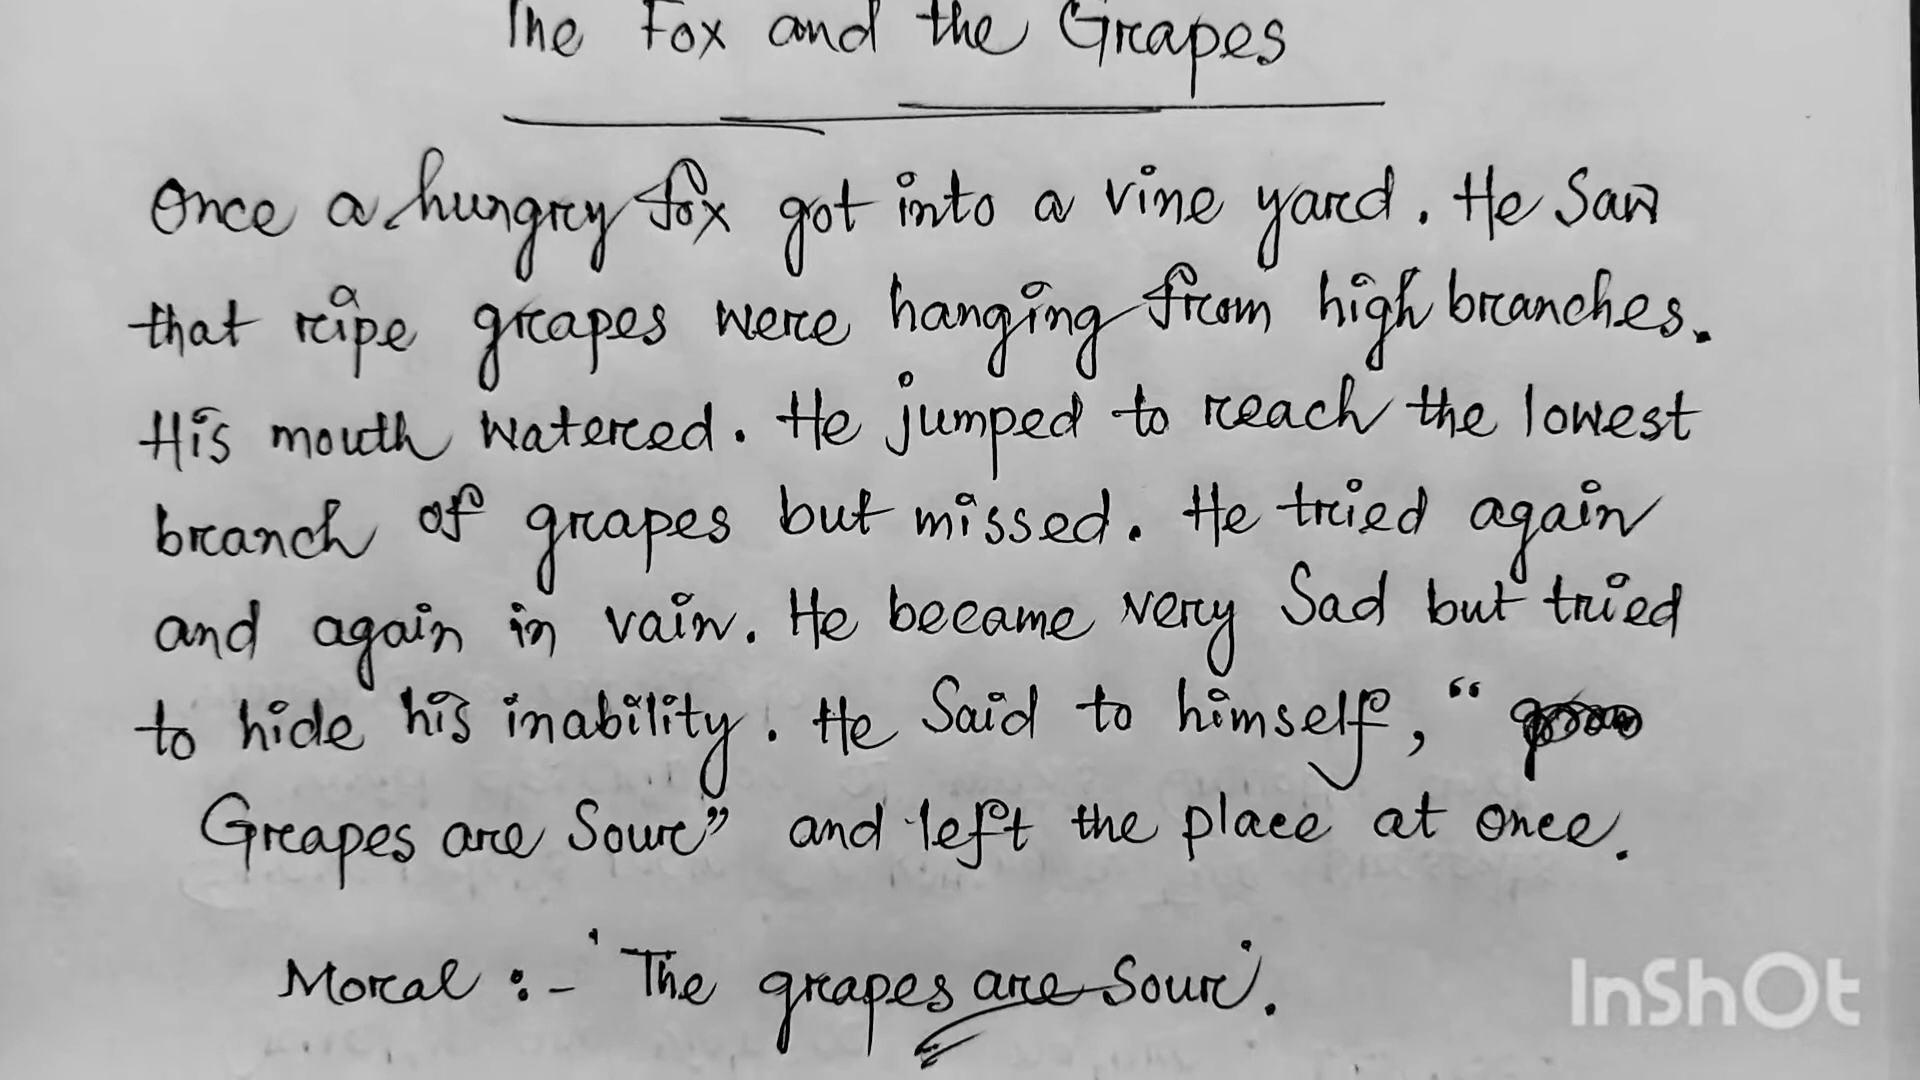 The Fox and the Grapes
Once a hungry fox got into a vine yard. He Saw
that ripe grapes were hanging from high branches.
His mouth watered. He jumped to reach the lowest
branch of grapes but missed. He tried again
and again in vain. He became very Sad but tried
to hide his inability. He Said to himself, “
Grapes are Sour” and left the place at once.
Moral :- 'The grapes are Sour'.
InShOt